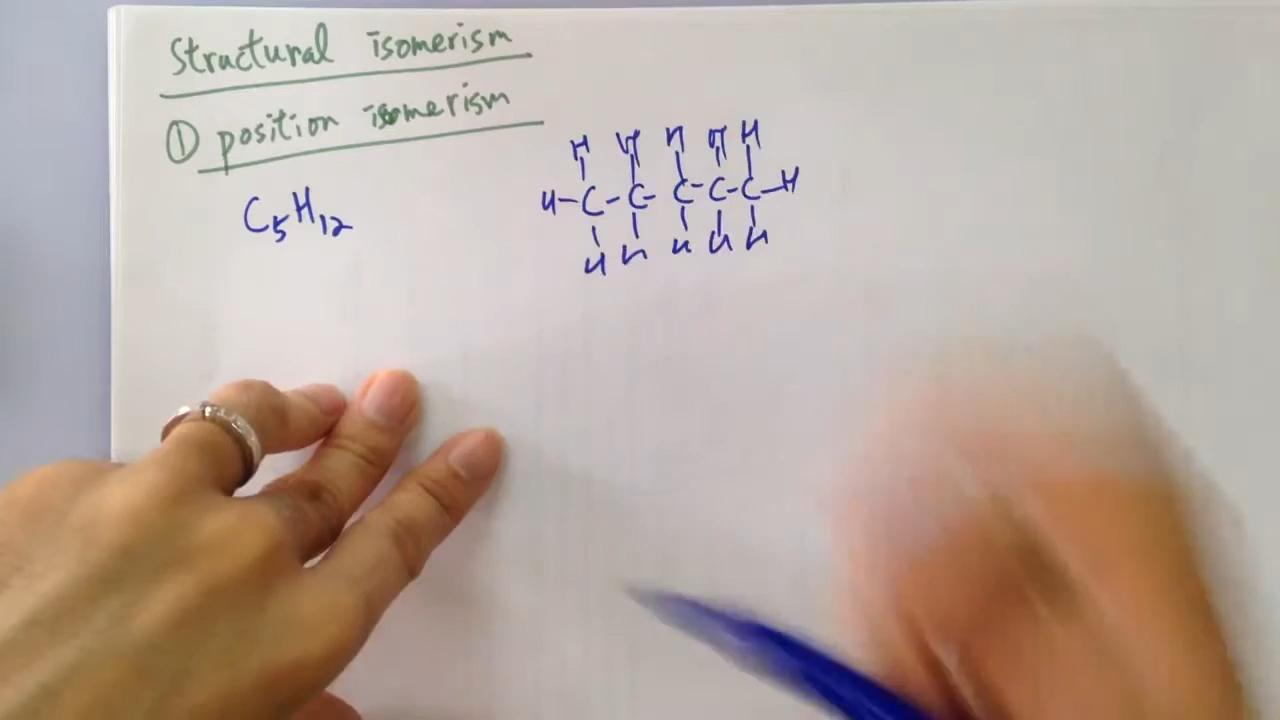 Structural isomerism
① position isomerism
C₅H₁₂
H H H H H
H-C-C-C-C-C-H
H H H H H